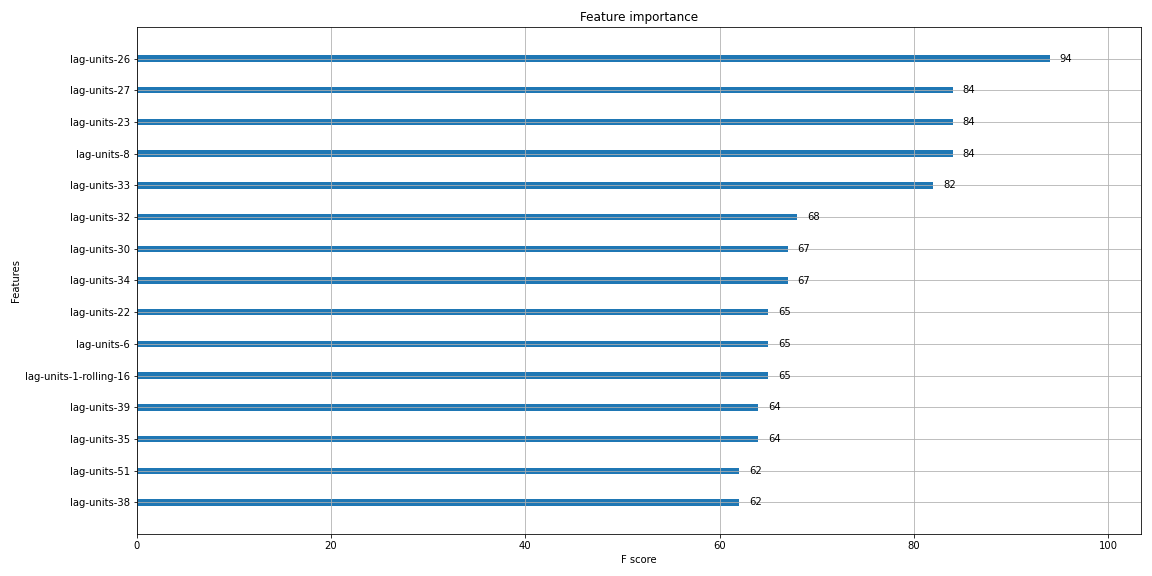 Feature importance
Features
lag-units-26 94
lag-units-27 84
lag-units-23 84
lag-units-8 84
lag-units-33 82
lag-units-32 68
lag-units-30 67
lag-units-34 67
lag-units-22 65
lag-units-6 65
lag-units-1-rolling-16 65
lag-units-39 64
lag-units-35 64
lag-units-51 62
lag-units-38 62
0 20 40 60 80 100
F score